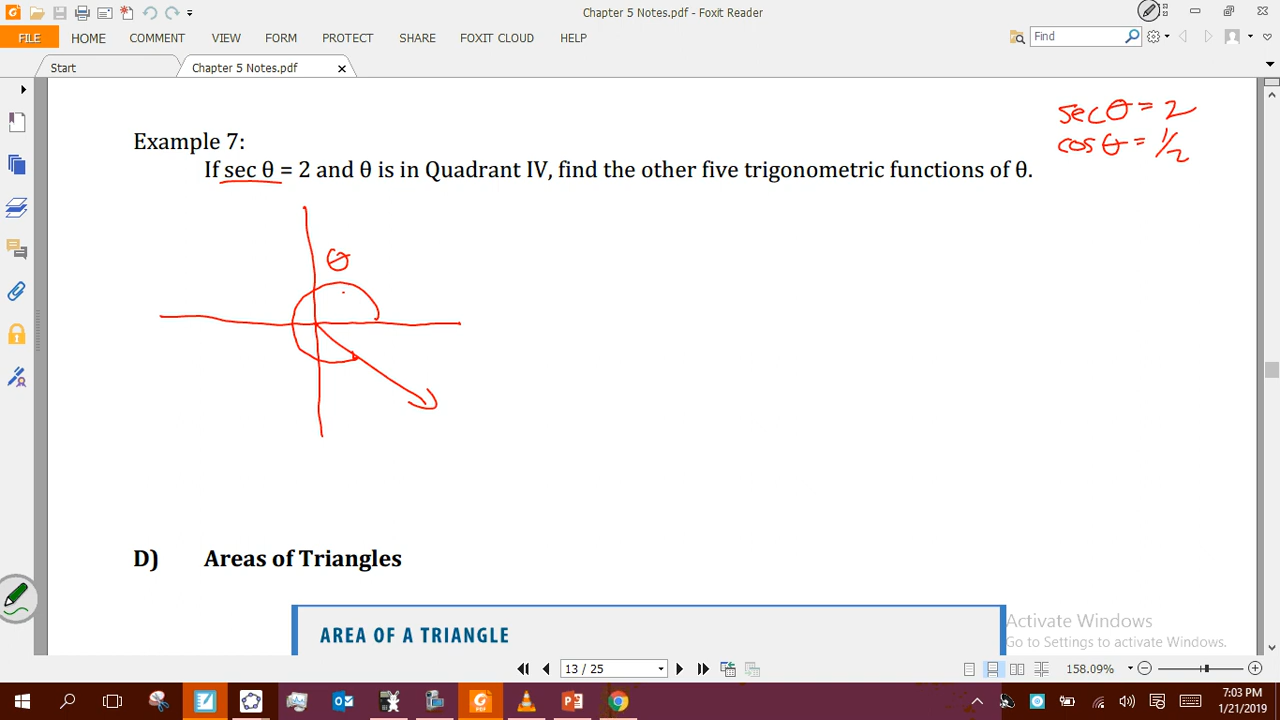 Chapter 5 Notes.pdf - Foxit Reader
FILE HOME COMMENT VIEW FORM PROTECT SHARE FOXIT CLOUD HELP Find
Start Chapter 5 Notes.pdf
sec θ = 2
cos θ = 1/2
Example 7:
If sec θ = 2 and θ is in Quadrant IV, find the other five trigonometric functions of θ.
θ
D) Areas of Triangles
AREA OF A TRIANGLE
Activate Windows
Go to Settings to activate Windows.
13 / 25 158.09%
7:03 PM
1/21/2019